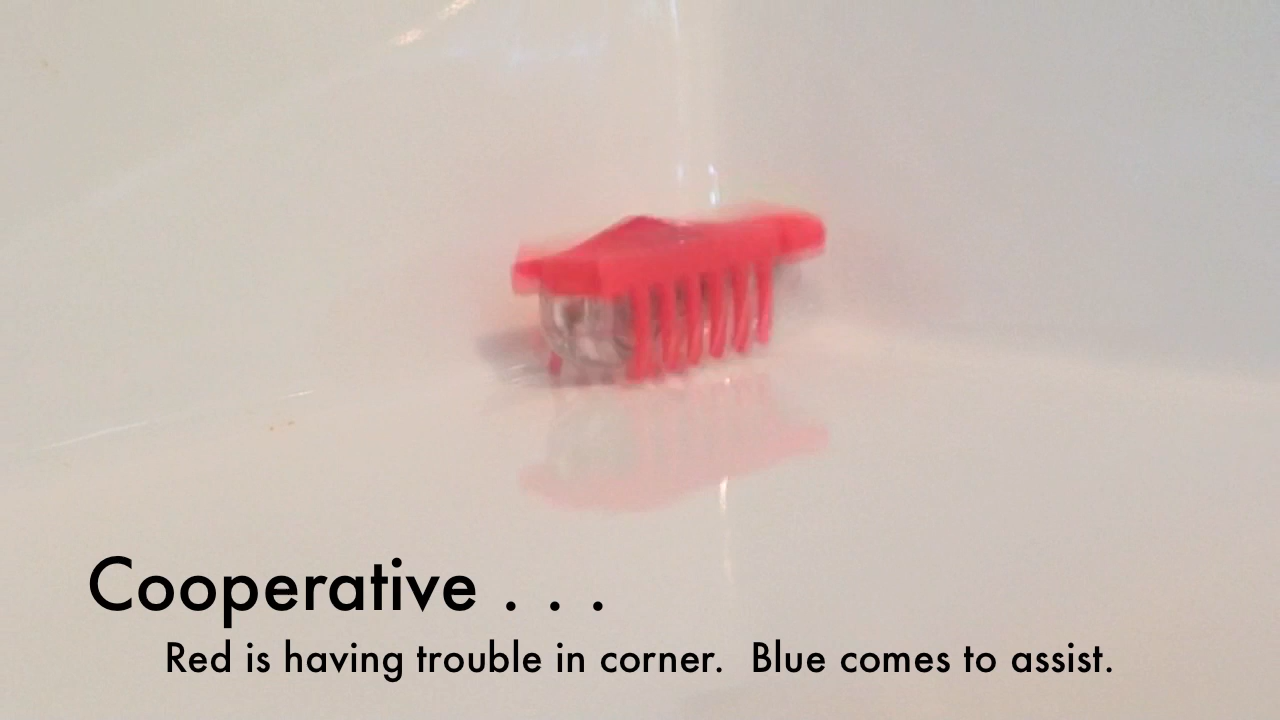 Cooperative . . .
Red is having trouble in corner.  Blue comes to assist.